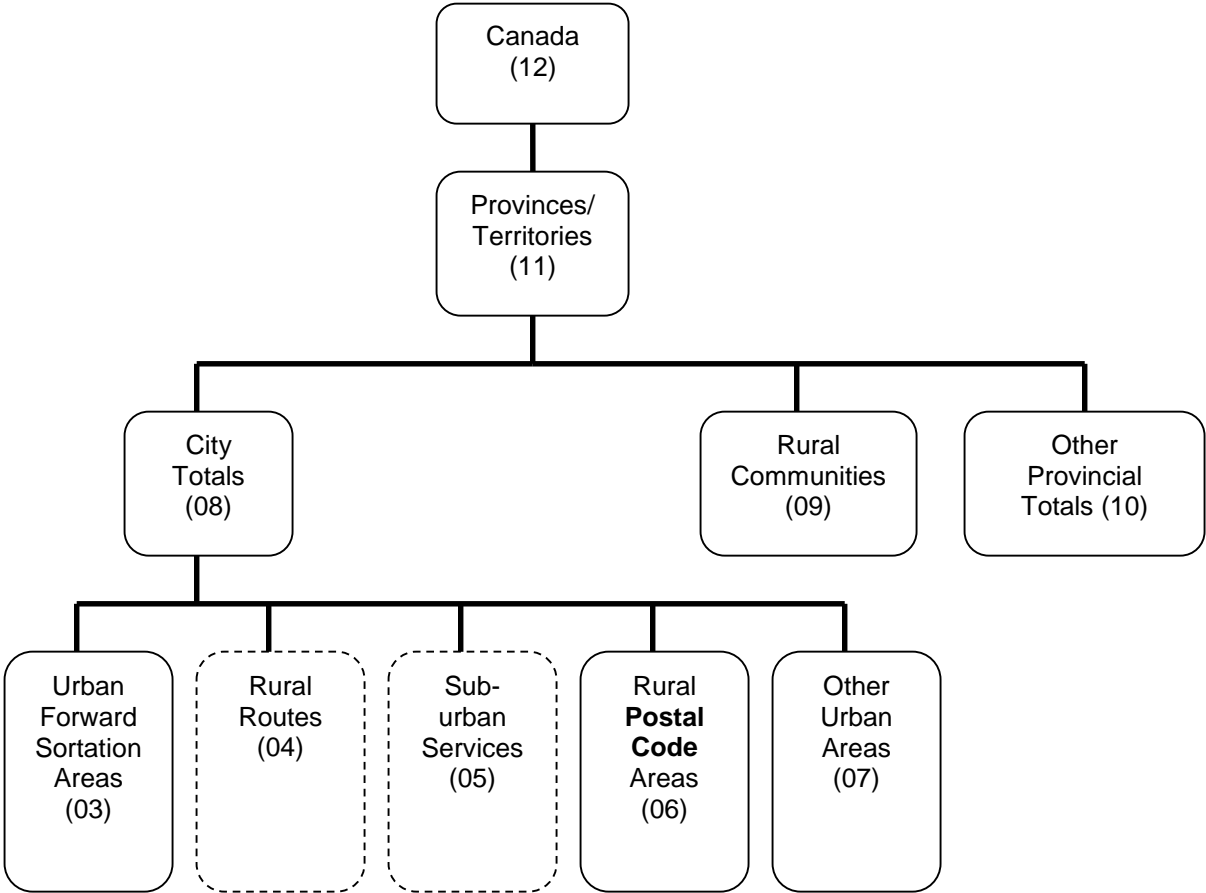 Canada
(12)
Provinces/
Territories
(11)
City
Totals
(08)
Rural
Communities
(09)
Other
Provincial
Totals (10)
Urban
Forward
Sortation
Areas
(03)
Rural
Routes
(04)
Sub-
urban
Services
(05)
Rural
Postal
Code
Areas
(06)
Other
Urban
Areas
(07)